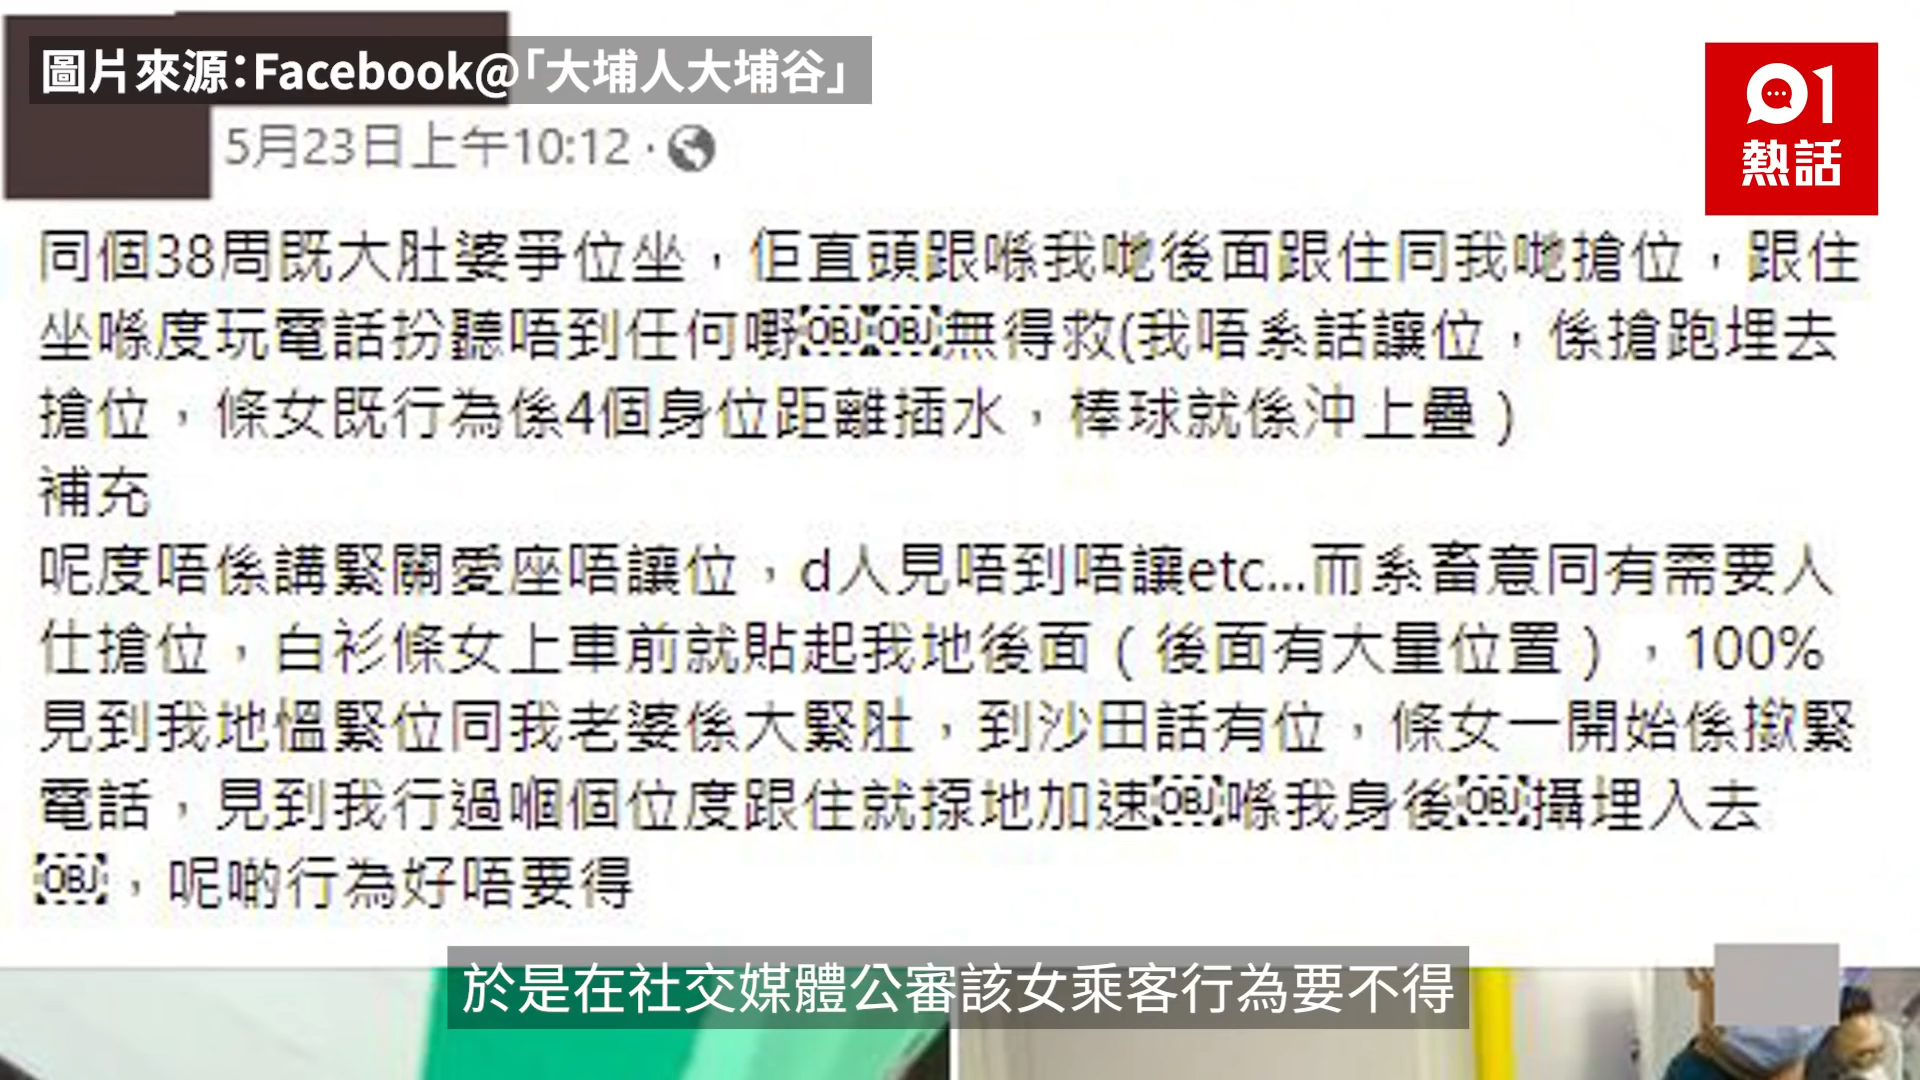 圖片來源：Facebook@「大埔人大埔谷」
01
熱話
5月23日上午10:12 ·
同個38周既大肚婆爭位坐，佢直頭跟喺我哋後面跟住同我哋搶位，跟住
坐喺度玩電話扮聽唔到任何嘢￼￼無得救(我唔系話讓位，係搶跑埋去
搶位，條女既行為係4個身位距離插水，棒球就係沖上疊）
補充
呢度唔係講緊關愛座唔讓位，d人見唔到唔讓etc...而系畜意同有需要人
仕搶位，白衫條女上車前就貼起我地後面（後面有大量位置），100%
見到我地慍緊位同我老婆係大緊肚，到沙田話有位，條女一開始係撳緊
電話，見到我行過嗰個位度跟住就㨆地加速￼喺我身後￼攝埋入去
￼，呢啲行為好唔要得
於是在社交媒體公審該女乘客行為要不得